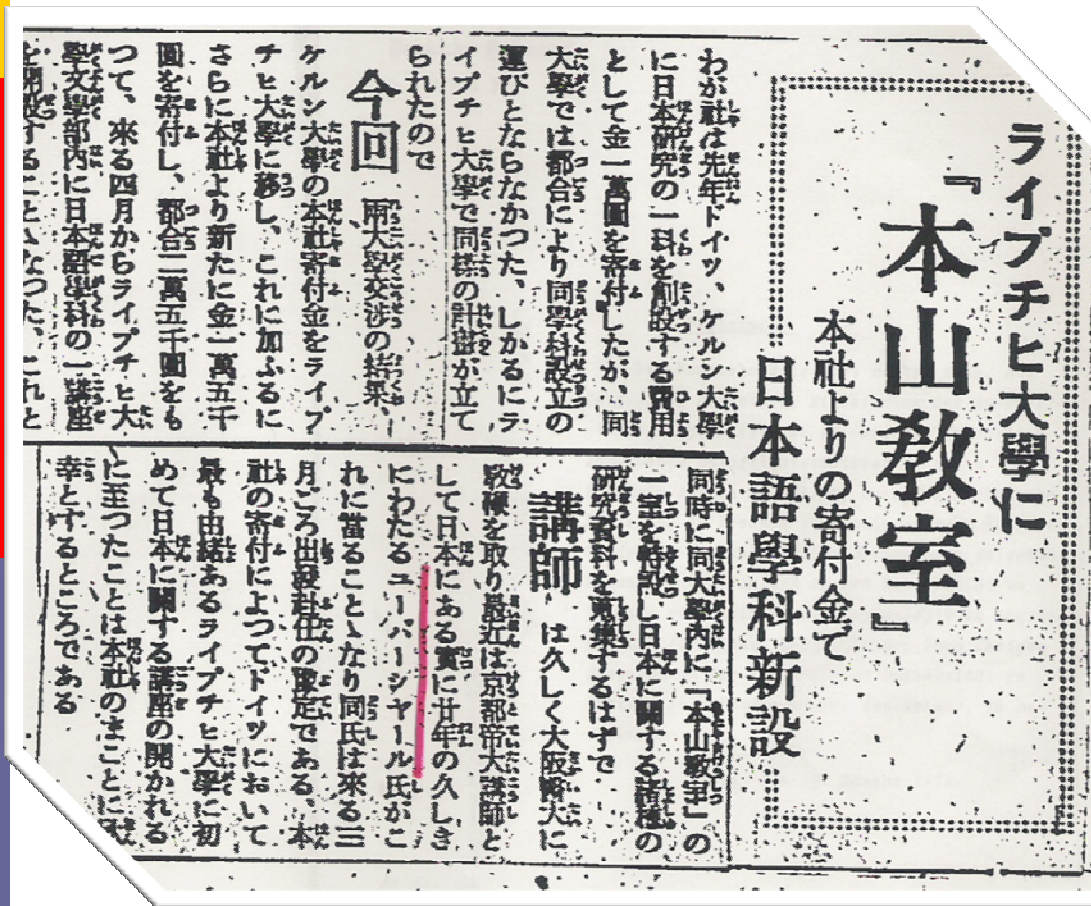 ライプチヒ大學に
『本山敎室』
本社よりの寄付金で
日本語學科新設
わが社は先年ドイツ、ケルン大學
に日本研究の一科を創設する費用
として金一萬圓を寄付したが、同
大學では都合により同學科設立の
運びとならなかつた、しかるにラ
イプチヒ大學で同樣の計畫が立て
られたので
今回 兩大學交渉の結果、
ケルン大學の本社寄付金をライプ
チヒ大學に移し、これに加ふるに
さらに本社より新たに金一萬五千
圓を寄付し、都合二萬五千圓をも
つて、來る四月からライプチヒ大
學文學部内に日本語學科の一講座
を開設することゝなつた、これと
同時に同大學内に「本山敎室」の
一室を特設し日本に關する諸種の
研究資料を蒐集するはずで
講師 は久しく大阪醫大に
敎鞭を取り最近は京都帝大講師と
して日本にある實に廿年の久しき
にわたるユーバーシヤール氏がこ
れに當ることゝなり同氏は來る三
月ころ出發赴任の豫定である、本
社の寄付によつてドイツにおいて
最も由緒あるライプチヒ大學に初
めて日本に關する講座の開かれる
に至つたことは本社のまことに
幸とするところである